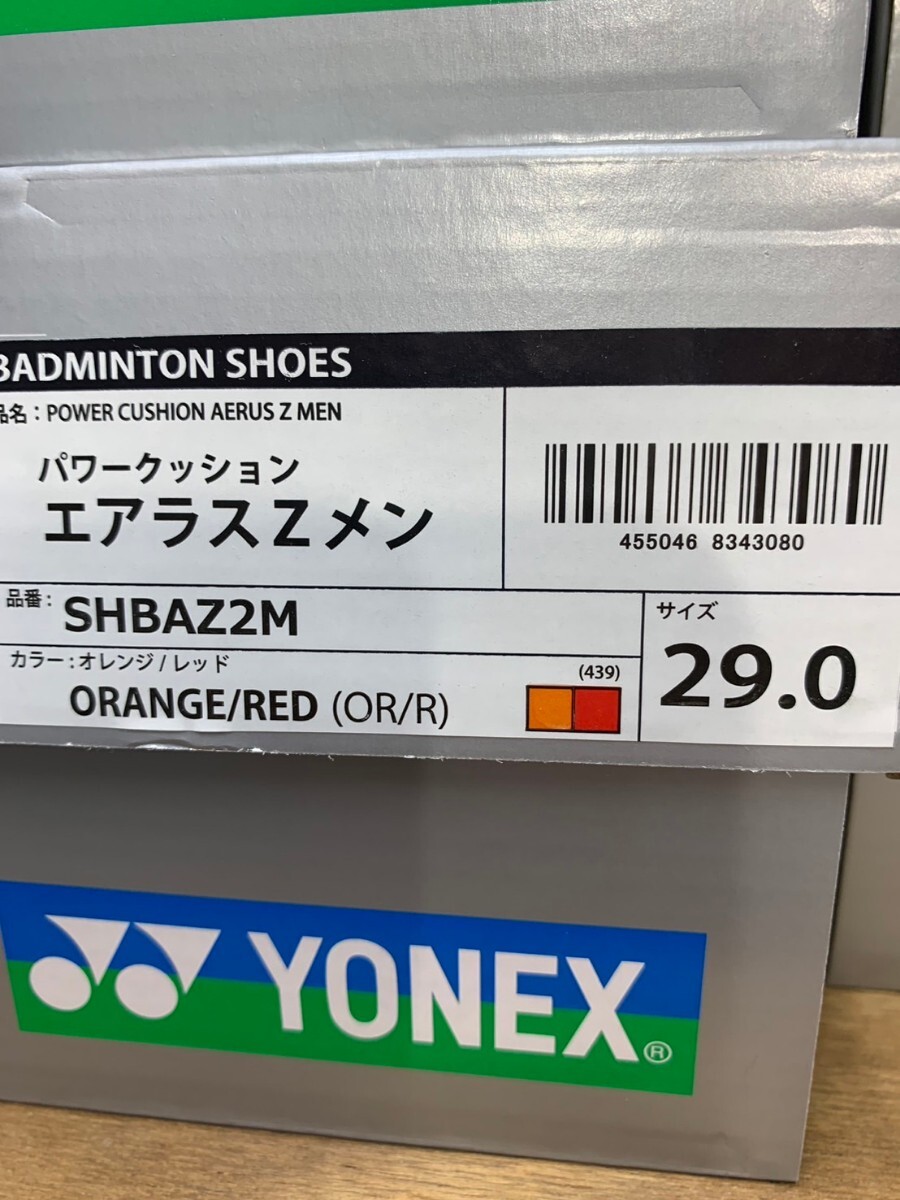 BADMINTON SHOES
品名：POWER CUSHION AERUS Z MEN
パワークッション
エアラスZメン
455046 8343080
品番：
SHBAZ2M
カラー：オレンジ/レッド
(439)
ORANGE/RED (OR/R)
サイズ
29.0
YONEX®